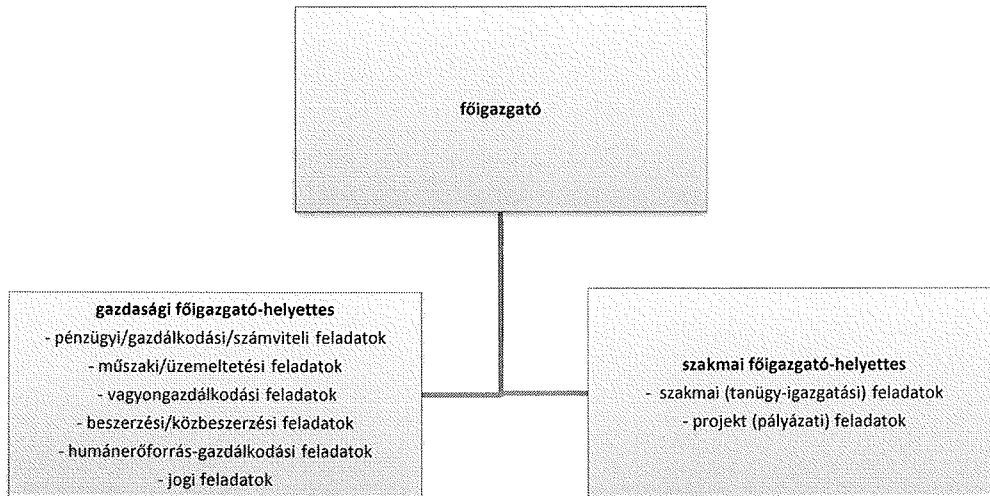 főigazgató
gazdasági főigazgató-helyettes
- pénzügyi/gazdálkodási/számviteli feladatok
- műszaki/üzemeltetési feladatok
- vagyongazdálkodási feladatok
- beszerzési/közbeszerzési feladatok
- humánerőforrás-gazdálkodási feladatok
- jogi feladatok
szakmai főigazgató-helyettes
- szakmai (tanügy-igazgatási) feladatok
- projekt (pályázati) feladatok